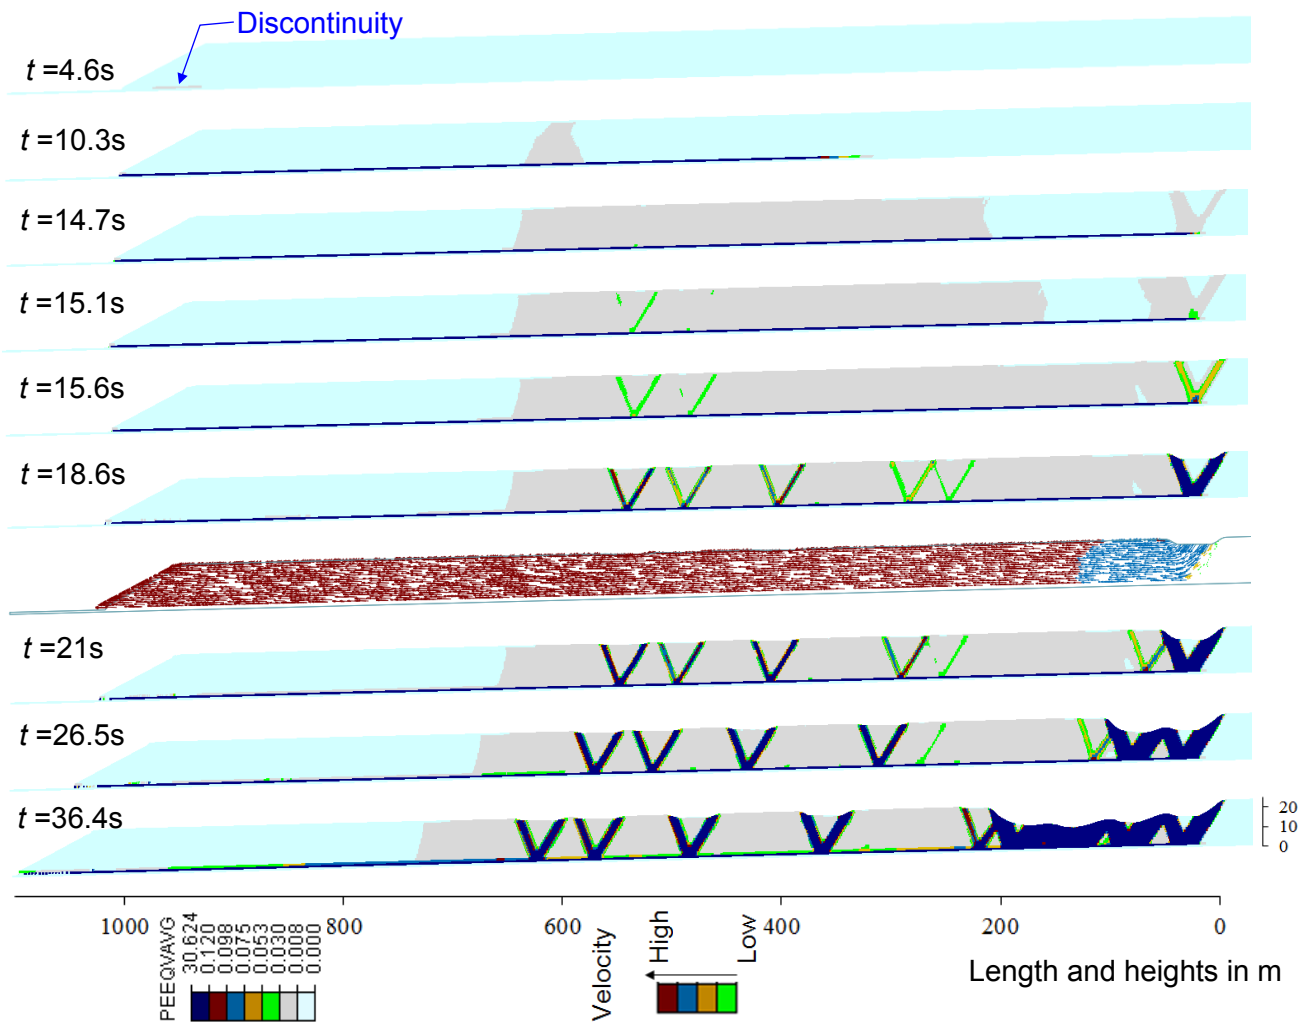 Discontinuity
t =4.6s
t =10.3s
t =14.7s
t =15.1s
t =15.6s
t =18.6s
t =21s
t =26.5s
t =36.4s
20
10
0
1000
800
600
400
200
0
PEEQVAVG
30.624
0.120
0.098
0.075
0.053
0.030
0.008
0.000
Velocity
High
Low
Length and heights in m